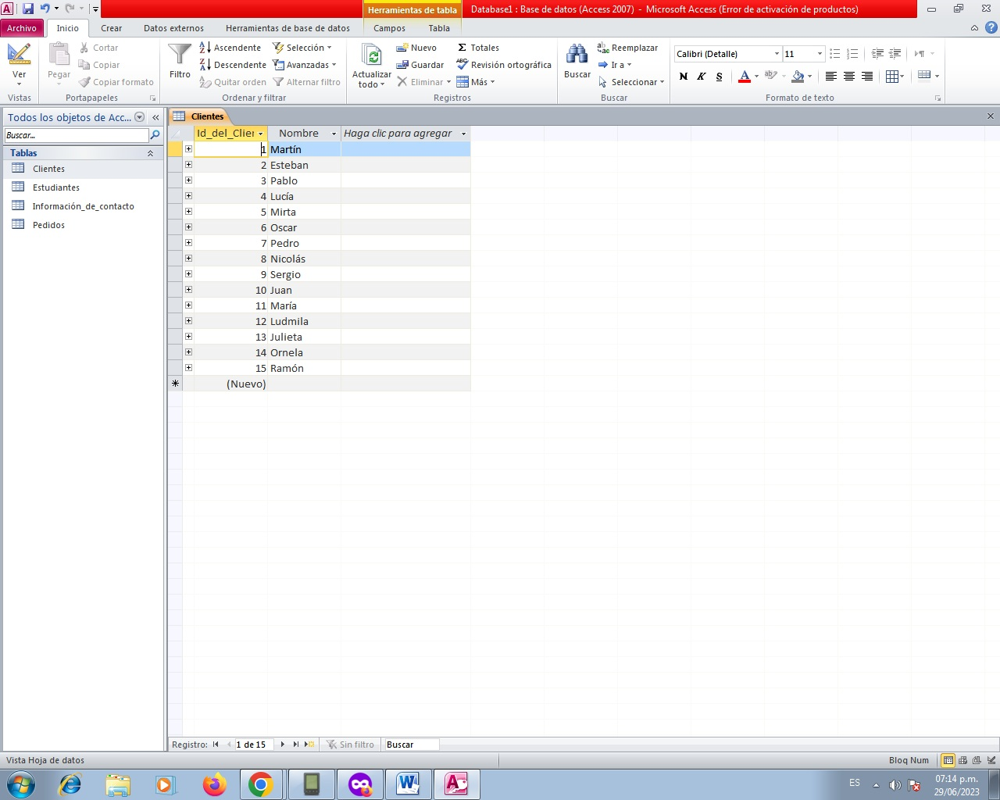 Herramientas de tabla
Database1 : Base de datos (Access 2007) - Microsoft Access (Error de activación de productos)
Archivo Inicio Crear Datos externos Herramientas de base de datos Campos Tabla
Ver
Vistas
Pegar
Cortar
Copiar
Copiar formato
Portapapeles
Filtro
Ascendente
Descendente
Quitar orden
Selección
Avanzadas
Alternar filtro
Ordenar y filtrar
Actualizar
todo
Nuevo
Guardar
Eliminar
Totales
Revisión ortográfica
Más
Registros
Buscar
Reemplazar
Ir a
Seleccionar
Buscar
Calibri (Detalle) 11
N K S
Formato de texto
Todos los objetos de Acc...
Buscar...
Tablas
Clientes
Estudiantes
Información_de_contacto
Pedidos
Clientes
Id_del_Clier Nombre Haga clic para agregar
1 Martín
2 Esteban
3 Pablo
4 Lucía
5 Mirta
6 Oscar
7 Pedro
8 Nicolás
9 Sergio
10 Juan
11 María
12 Ludmila
13 Julieta
14 Ornela
15 Ramón
(Nuevo)
Registro: 1 de 15 Sin filtro Buscar
Vista Hoja de datos
Bloq Num
ES
07:14 p.m.
29/06/2023